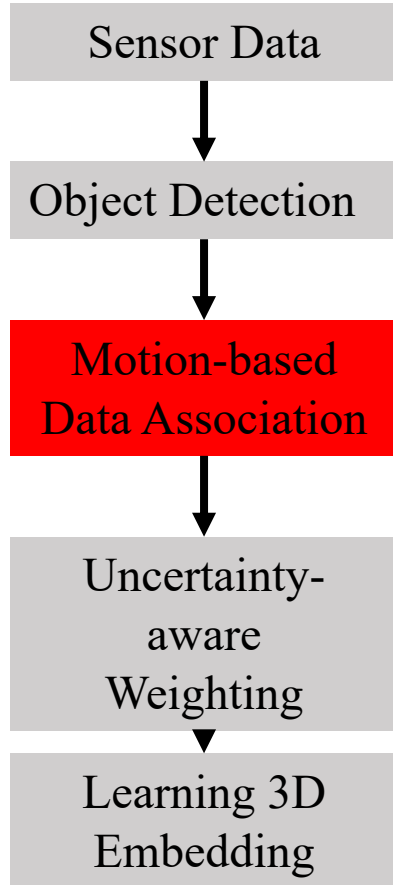 Sensor Data
Object Detection
Motion-based
Data Association
Uncertainty-
aware
Weighting
Learning 3D
Embedding